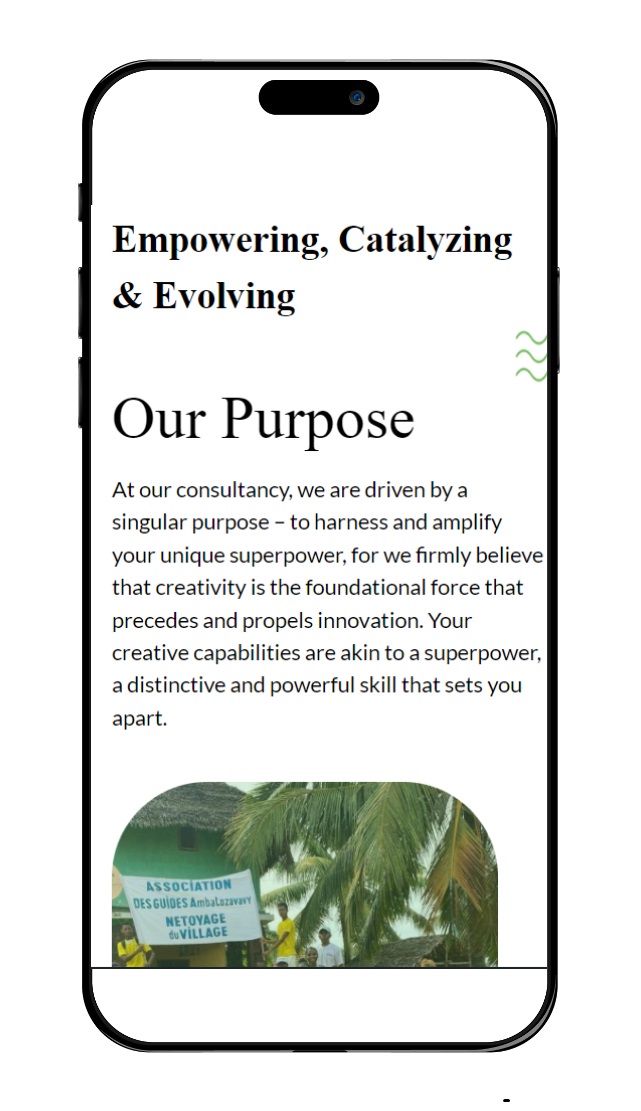 Empowering, Catalyzing
& Evolving
Our Purpose
At our consultancy, we are driven by a
singular purpose – to harness and amplify
your unique superpower, for we firmly believe
that creativity is the foundational force that
precedes and propels innovation. Your
creative capabilities are akin to a superpower,
a distinctive and powerful skill that sets you
apart.
ASSOCIATION
DES GUIDES AmbaLozavavy
NETOYAGE
du VILLAGE